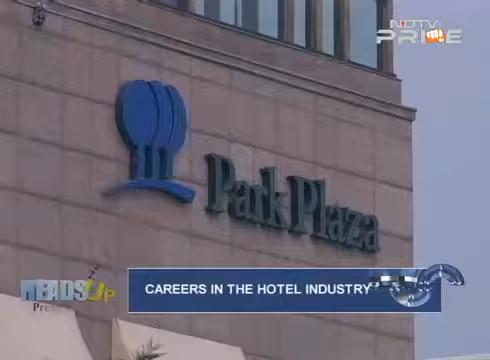 NDTV
PRIME
Park Plaza
CAREERS IN THE HOTEL INDUSTRY
HEADS UP